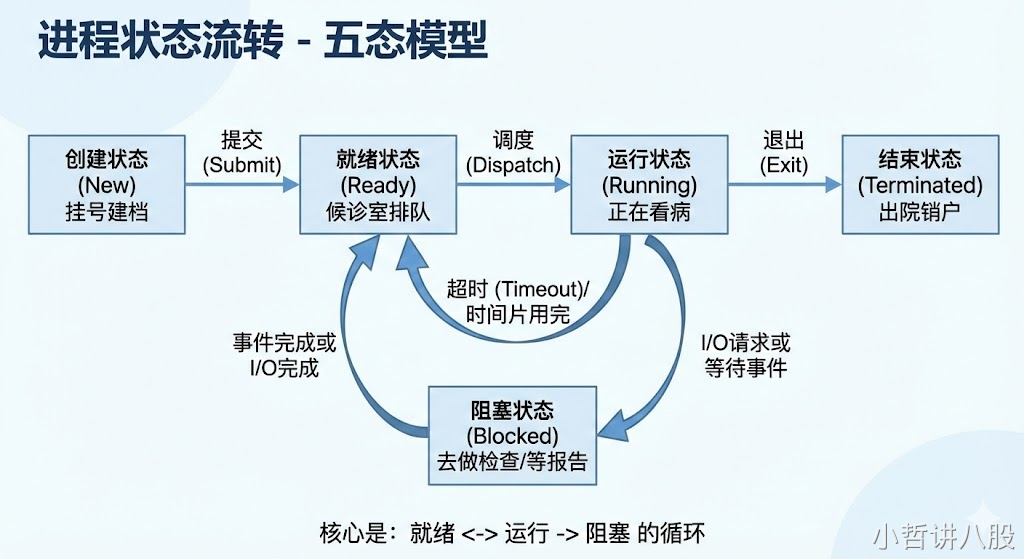 进程状态流转 - 五态模型
创建状态
(New)
挂号建档
提交
(Submit)
就绪状态
(Ready)
候诊室排队
调度
(Dispatch)
运行状态
(Running)
正在看病
退出
(Exit)
结束状态
(Terminated)
出院销户
超时 (Timeout)/
时间片用完
事件完成或
I/O完成
I/O请求或
等待事件
阻塞状态
(Blocked)
去做检查/等报告
核心是：就绪 <-> 运行 -> 阻塞 的循环
小哲讲八股